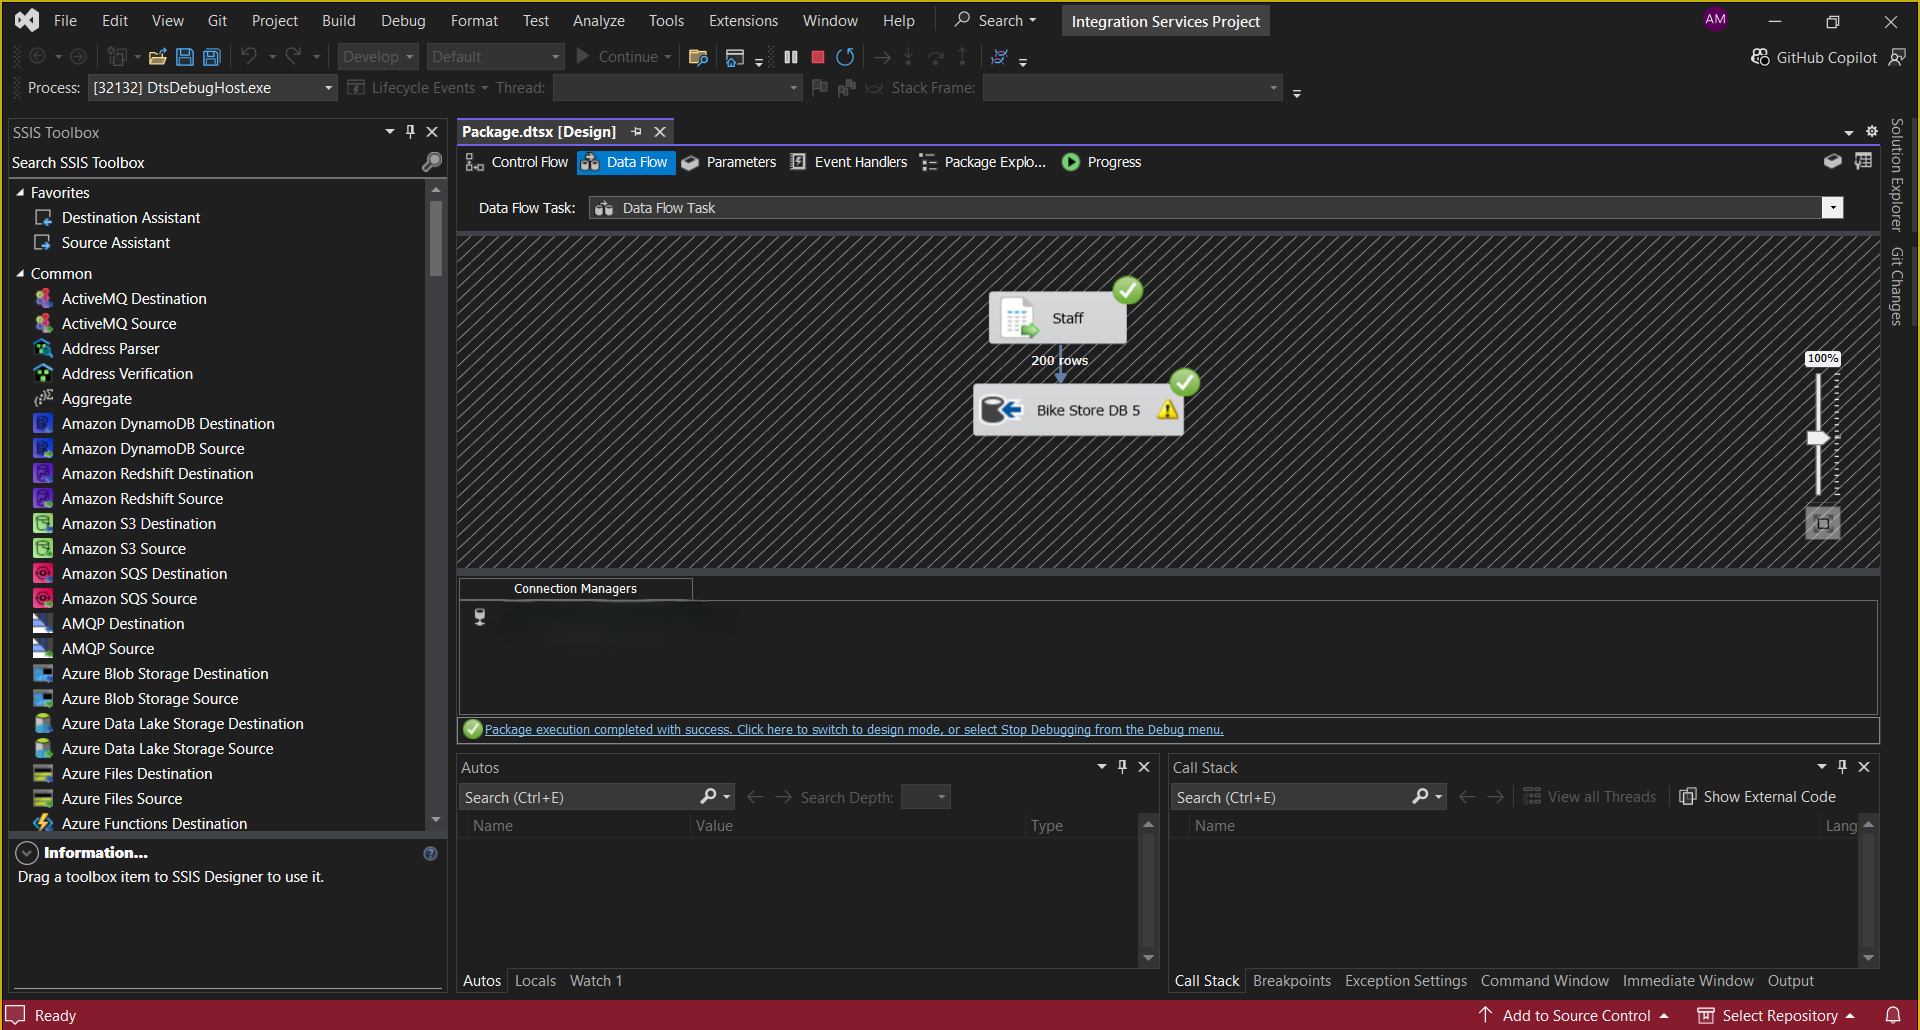 File Edit View Git Project Build Debug Format Test Analyze Tools Extensions Window Help Search Integration Services Project AM
Develop Default Continue GitHub Copilot
Process: [32132] DtsDebugHost.exe Lifecycle Events Thread: Stack Frame:
SSIS Toolbox
Search SSIS Toolbox
Favorites
Destination Assistant
Source Assistant
Common
ActiveMQ Destination
ActiveMQ Source
Address Parser
Address Verification
Aggregate
Amazon DynamoDB Destination
Amazon DynamoDB Source
Amazon Redshift Destination
Amazon Redshift Source
Amazon S3 Destination
Amazon S3 Source
Amazon SQS Destination
Amazon SQS Source
AMQP Destination
AMQP Source
Azure Blob Storage Destination
Azure Blob Storage Source
Azure Data Lake Storage Destination
Azure Data Lake Storage Source
Azure Files Destination
Azure Files Source
Azure Functions Destination
Information...
Drag a toolbox item to SSIS Designer to use it.
Package.dtsx [Design]
Control Flow Data Flow Parameters Event Handlers Package Explo... Progress
Data Flow Task: Data Flow Task
Staff
200 rows
Bike Store DB 5
100%
Connection Managers
Package execution completed with success. Click here to switch to design mode, or select Stop Debugging from the Debug menu.
Autos
Search (Ctrl+E) Search Depth:
Name Value Type
Autos Locals Watch 1
Call Stack
Search (Ctrl+E) View all Threads Show External Code
Name Lang
Call Stack Breakpoints Exception Settings Command Window Immediate Window Output
Solution Explorer
Git Changes
Ready Add to Source Control Select Repository